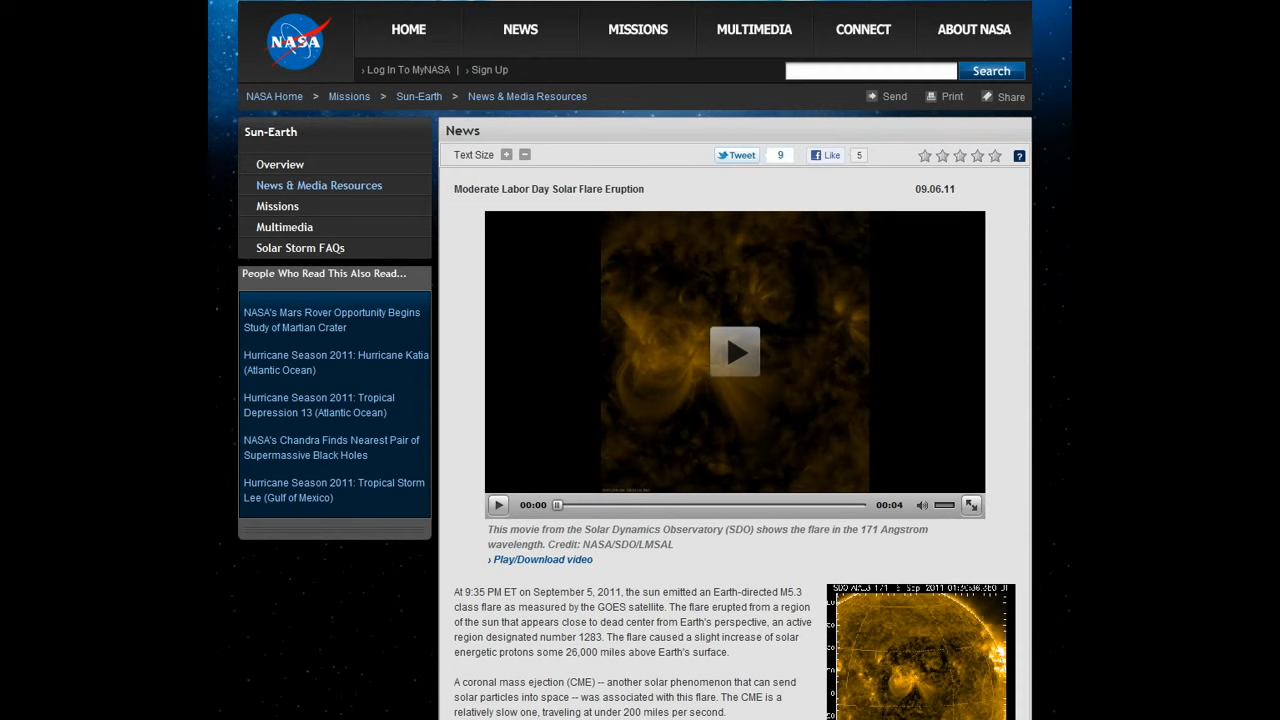 NASA
HOME
NEWS
MISSIONS
MULTIMEDIA
CONNECT
ABOUT NASA
› Log In To MyNASA | › Sign Up
Search
NASA Home > Missions > Sun-Earth > News & Media Resources
Send
Print
Share
Sun-Earth
Overview
News & Media Resources
Missions
Multimedia
Solar Storm FAQs
People Who Read This Also Read...
NASA's Mars Rover Opportunity Begins
Study of Martian Crater
Hurricane Season 2011: Hurricane Katia
(Atlantic Ocean)
Hurricane Season 2011: Tropical
Depression 13 (Atlantic Ocean)
NASA's Chandra Finds Nearest Pair of
Supermassive Black Holes
Hurricane Season 2011: Tropical Storm
Lee (Gulf of Mexico)
News
Text Size + -
Tweet 9
Like 5
?
Moderate Labor Day Solar Flare Eruption
09.06.11
00:00
00:04
This movie from the Solar Dynamics Observatory (SDO) shows the flare in the 171 Angstrom
wavelength. Credit: NASA/SDO/LMSAL
› Play/Download video
At 9:35 PM ET on September 5, 2011, the sun emitted an Earth-directed M5.3
class flare as measured by the GOES satellite. The flare erupted from a region
of the sun that appears close to dead center from Earth's perspective, an active
region designated number 1283. The flare caused a slight increase of solar
energetic protons some 26,000 miles above Earth's surface.
A coronal mass ejection (CME) -- another solar phenomenon that can send
solar particles into space -- was associated with this flare. The CME is a
relatively slow one, traveling at under 200 miles per second.